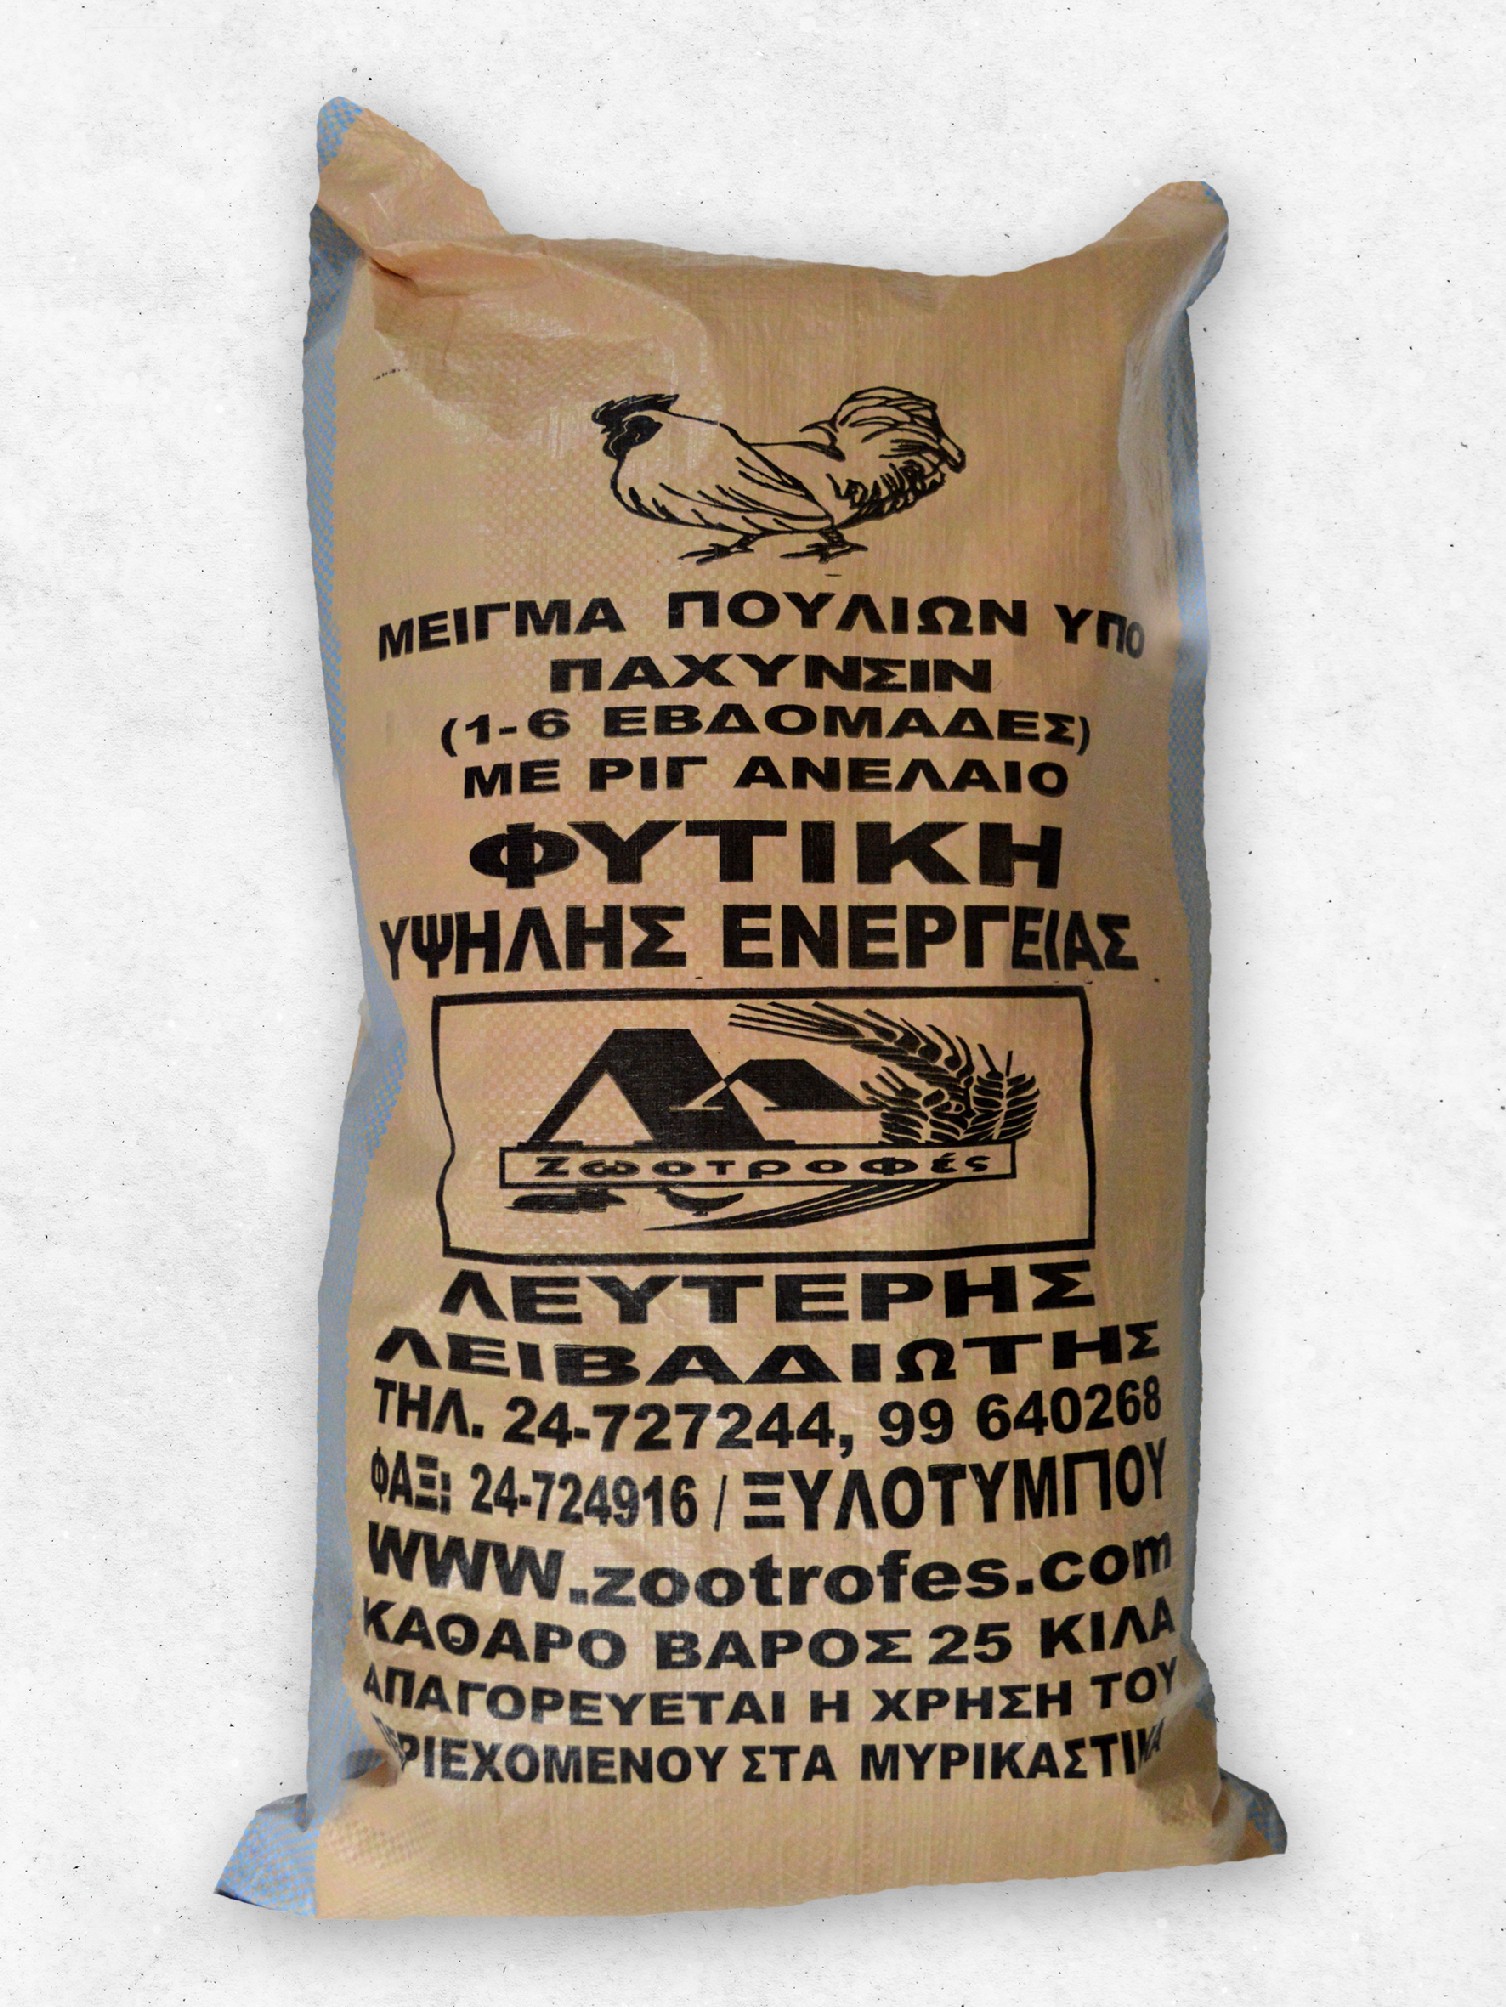 ΜΕΙΓΜΑ ΠΟΥΛΙΩΝ ΥΠΟ
ΠΑΧΥΝΣΙΝ
(1-6 ΕΒΔΟΜΑΔΕΣ)
ΜΕ ΡΙΓ ΑΝΕΛΑΙΟ
ΦΥΤΙΚΗ
ΥΨΗΛΗΣ ΕΝΕΡΓΕΙΑΣ
Ζωοτροφές
ΛΕΥΤΕΡΗΣ
ΛΕΙΒΑΔΙΩΤΗΣ
ΤΗΛ. 24-727244, 99 640268
ΦΑΞ: 24-724916 / ΞΥΛΟΤΥΜΠΟΥ
WWW.zootrofes.com
ΚΑΘΑΡΟ ΒΑΡΟΣ 25 ΚΙΛΑ
ΑΠΑΓΟΡΕΥΕΤΑΙ Η ΧΡΗΣΗ ΤΟΥ
ΠΕΡΙΕΧΟΜΕΝΟΥ ΣΤΑ ΜΥΡΙΚΑΣΤΙΚΑ